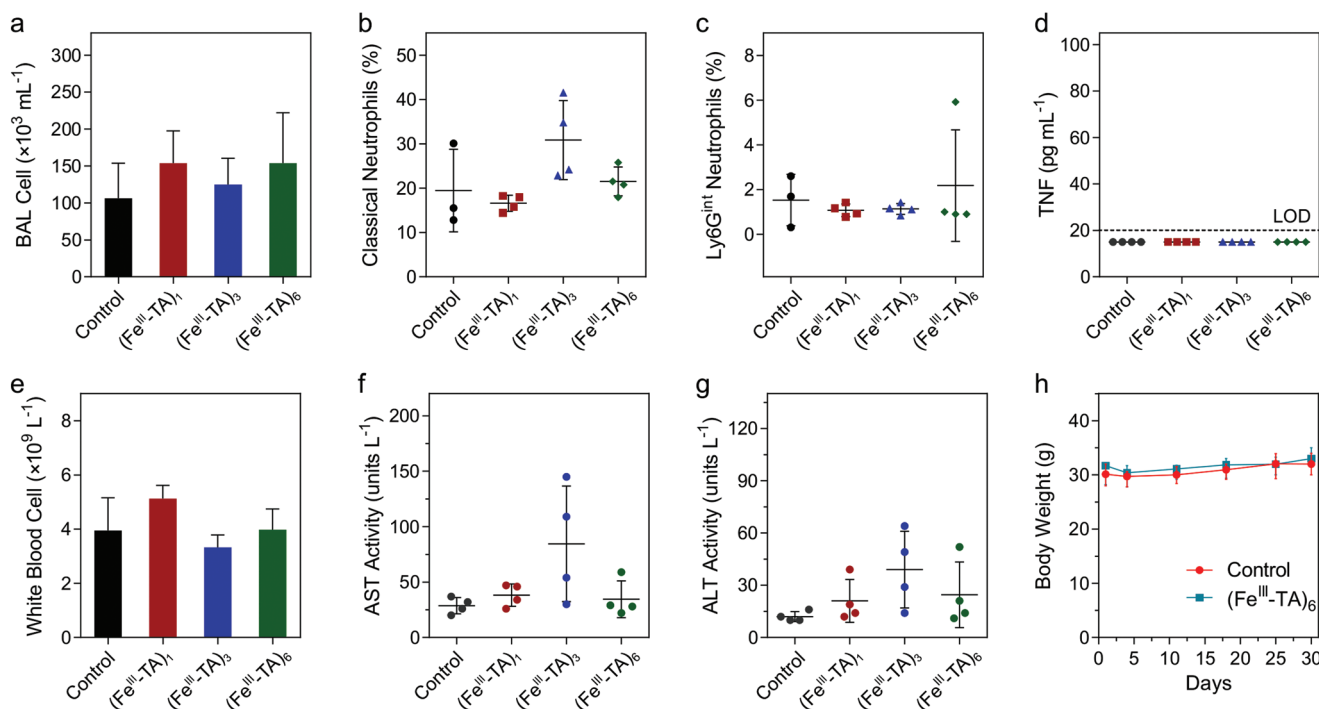 a
BAL Cell (×10³ mL⁻¹)
300
250
200
150
100
50
0
Control
(Feᴵᴵᴵ-TA)₁
(Feᴵᴵᴵ-TA)₃
(Feᴵᴵᴵ-TA)₆
b
Classical Neutrophils (%)
50
40
30
20
10
0
Control
(Feᴵᴵᴵ-TA)₁
(Feᴵᴵᴵ-TA)₃
(Feᴵᴵᴵ-TA)₆
c
Ly6Gⁱⁿᵗ Neutrophils (%)
8
6
4
2
0
Control
(Feᴵᴵᴵ-TA)₁
(Feᴵᴵᴵ-TA)₃
(Feᴵᴵᴵ-TA)₆
d
TNF (pg mL⁻¹)
100
80
60
40
20
0
LOD
Control
(Feᴵᴵᴵ-TA)₁
(Feᴵᴵᴵ-TA)₃
(Feᴵᴵᴵ-TA)₆
e
White Blood Cell (×10⁹ L⁻¹)
8
6
4
2
0
Control
(Feᴵᴵᴵ-TA)₁
(Feᴵᴵᴵ-TA)₃
(Feᴵᴵᴵ-TA)₆
f
AST Activity (units L⁻¹)
200
150
100
50
0
Control
(Feᴵᴵᴵ-TA)₁
(Feᴵᴵᴵ-TA)₃
(Feᴵᴵᴵ-TA)₆
g
ALT Activity (units L⁻¹)
120
90
60
30
0
Control
(Feᴵᴵᴵ-TA)₁
(Feᴵᴵᴵ-TA)₃
(Feᴵᴵᴵ-TA)₆
h
Body Weight (g)
40
30
20
10
0
Control
(Feᴵᴵᴵ-TA)₆
0 5 10 15 20 25 30
Days